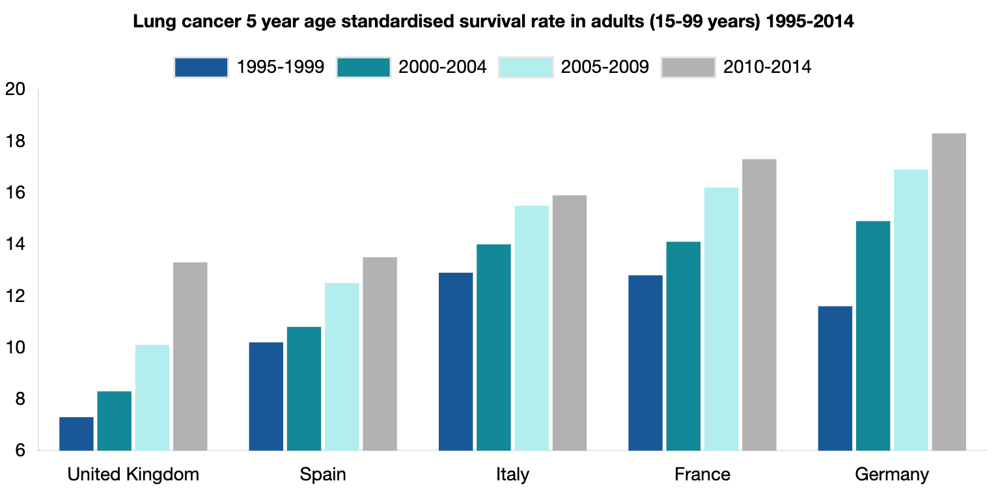 Lung cancer 5 year age standardised survival rate in adults (15-99 years) 1995-2014
1995-1999 2000-2004 2005-2009 2010-2014
20
18
16
14
12
10
8
6
United Kingdom Spain Italy France Germany